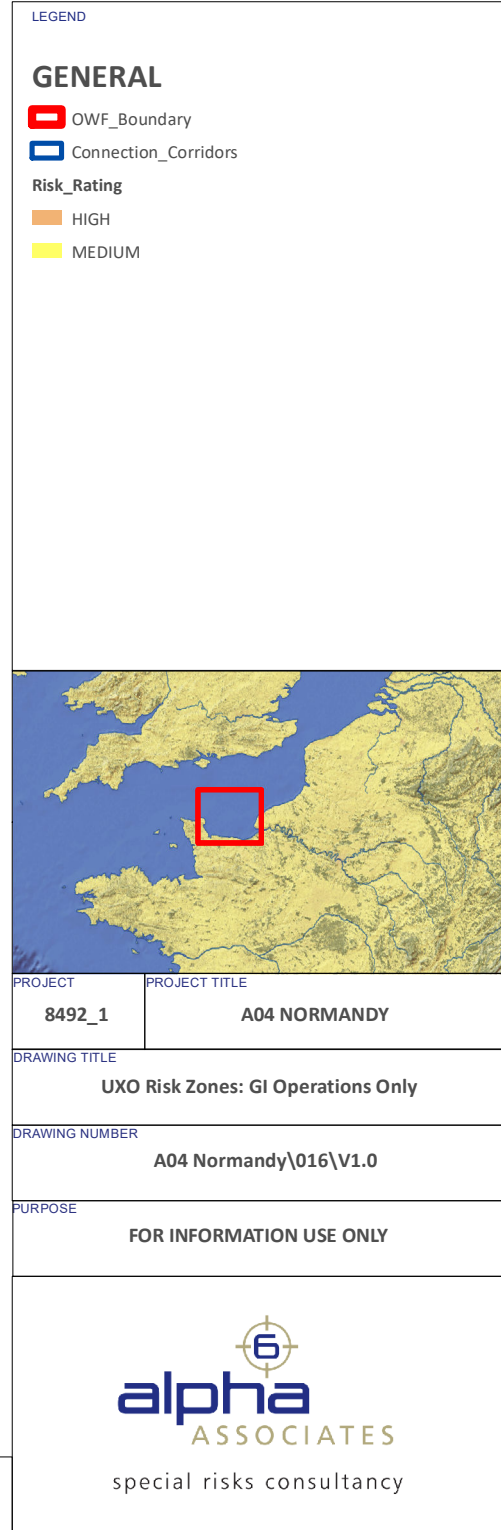 LEGEND
GENERAL
OWF_Boundary
Connection_Corridors
Risk_Rating
HIGH
MEDIUM
PROJECT
8492_1
PROJECT TITLE
A04 NORMANDY
DRAWING TITLE
UXO Risk Zones: GI Operations Only
DRAWING NUMBER
A04 Normandy\016\V1.0
PURPOSE
FOR INFORMATION USE ONLY
6
alpha
ASSOCIATES
special risks consultancy